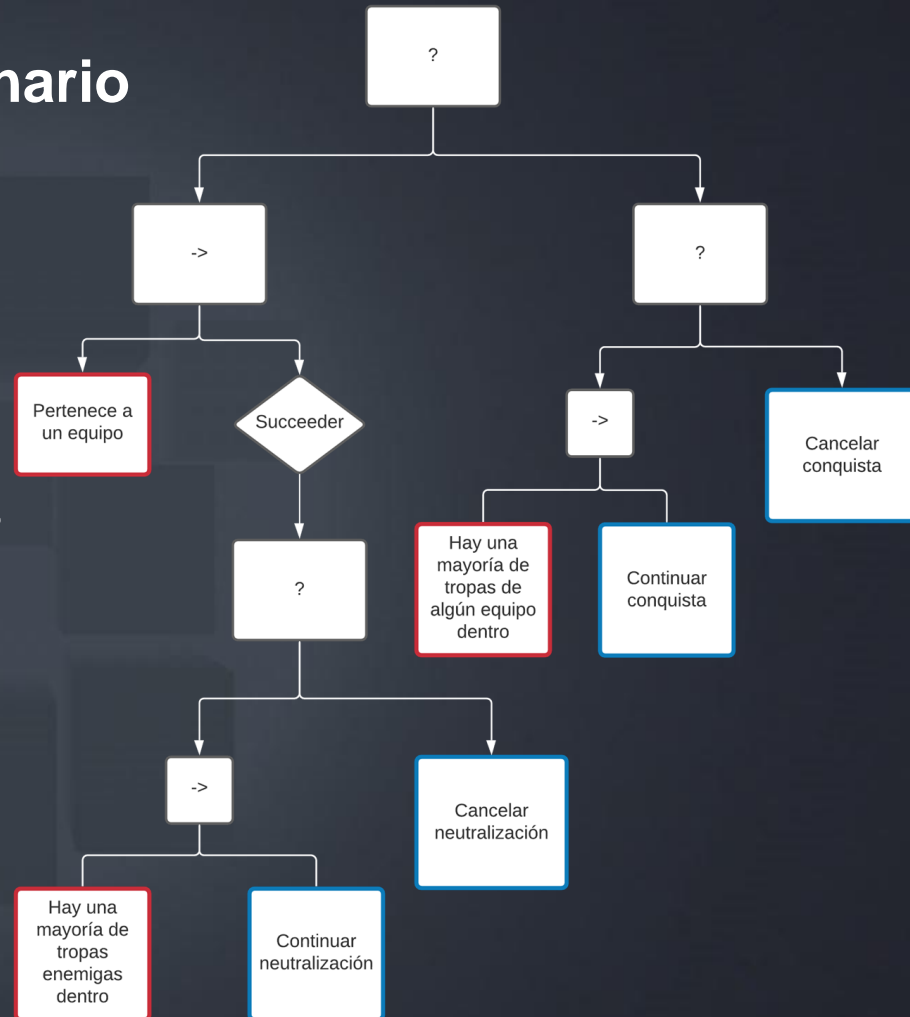 ?
nario
->
?
Pertenece a
un equipo
Succeeder
->
Cancelar
conquista
?
Hay una
mayoría de
tropas de
algún equipo
dentro
Continuar
conquista
->
Cancelar
neutralización
Hay una
mayoría de
tropas
enemigas
dentro
Continuar
neutralización